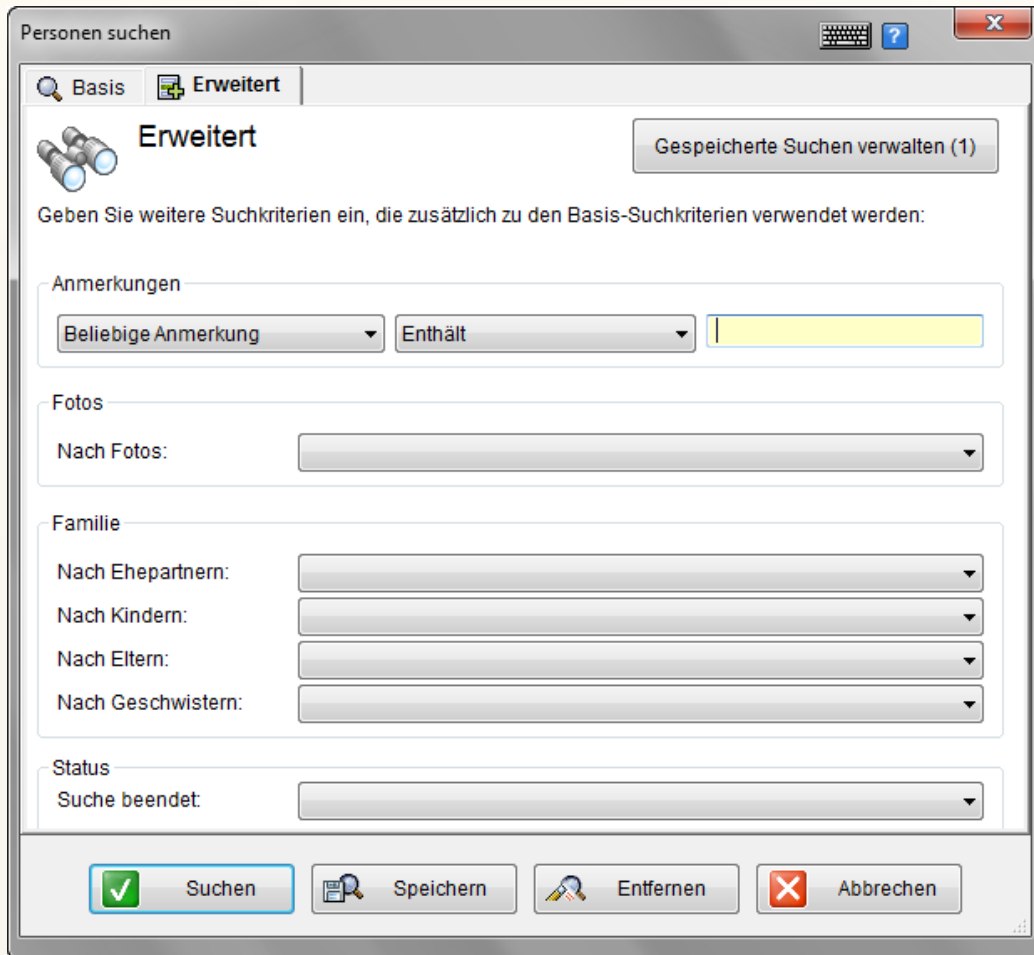 Personen suchen
?
Basis
Erweitert
Erweitert
Gespeicherte Suchen verwalten (1)
Geben Sie weitere Suchkriterien ein, die zusätzlich zu den Basis-Suchkriterien verwendet werden:
Anmerkungen
Beliebige Anmerkung
Enthält
Fotos
Nach Fotos:
Familie
Nach Ehepartnern:
Nach Kindern:
Nach Eltern:
Nach Geschwistern:
Status
Suche beendet:
Suchen
Speichern
Entfernen
Abbrechen